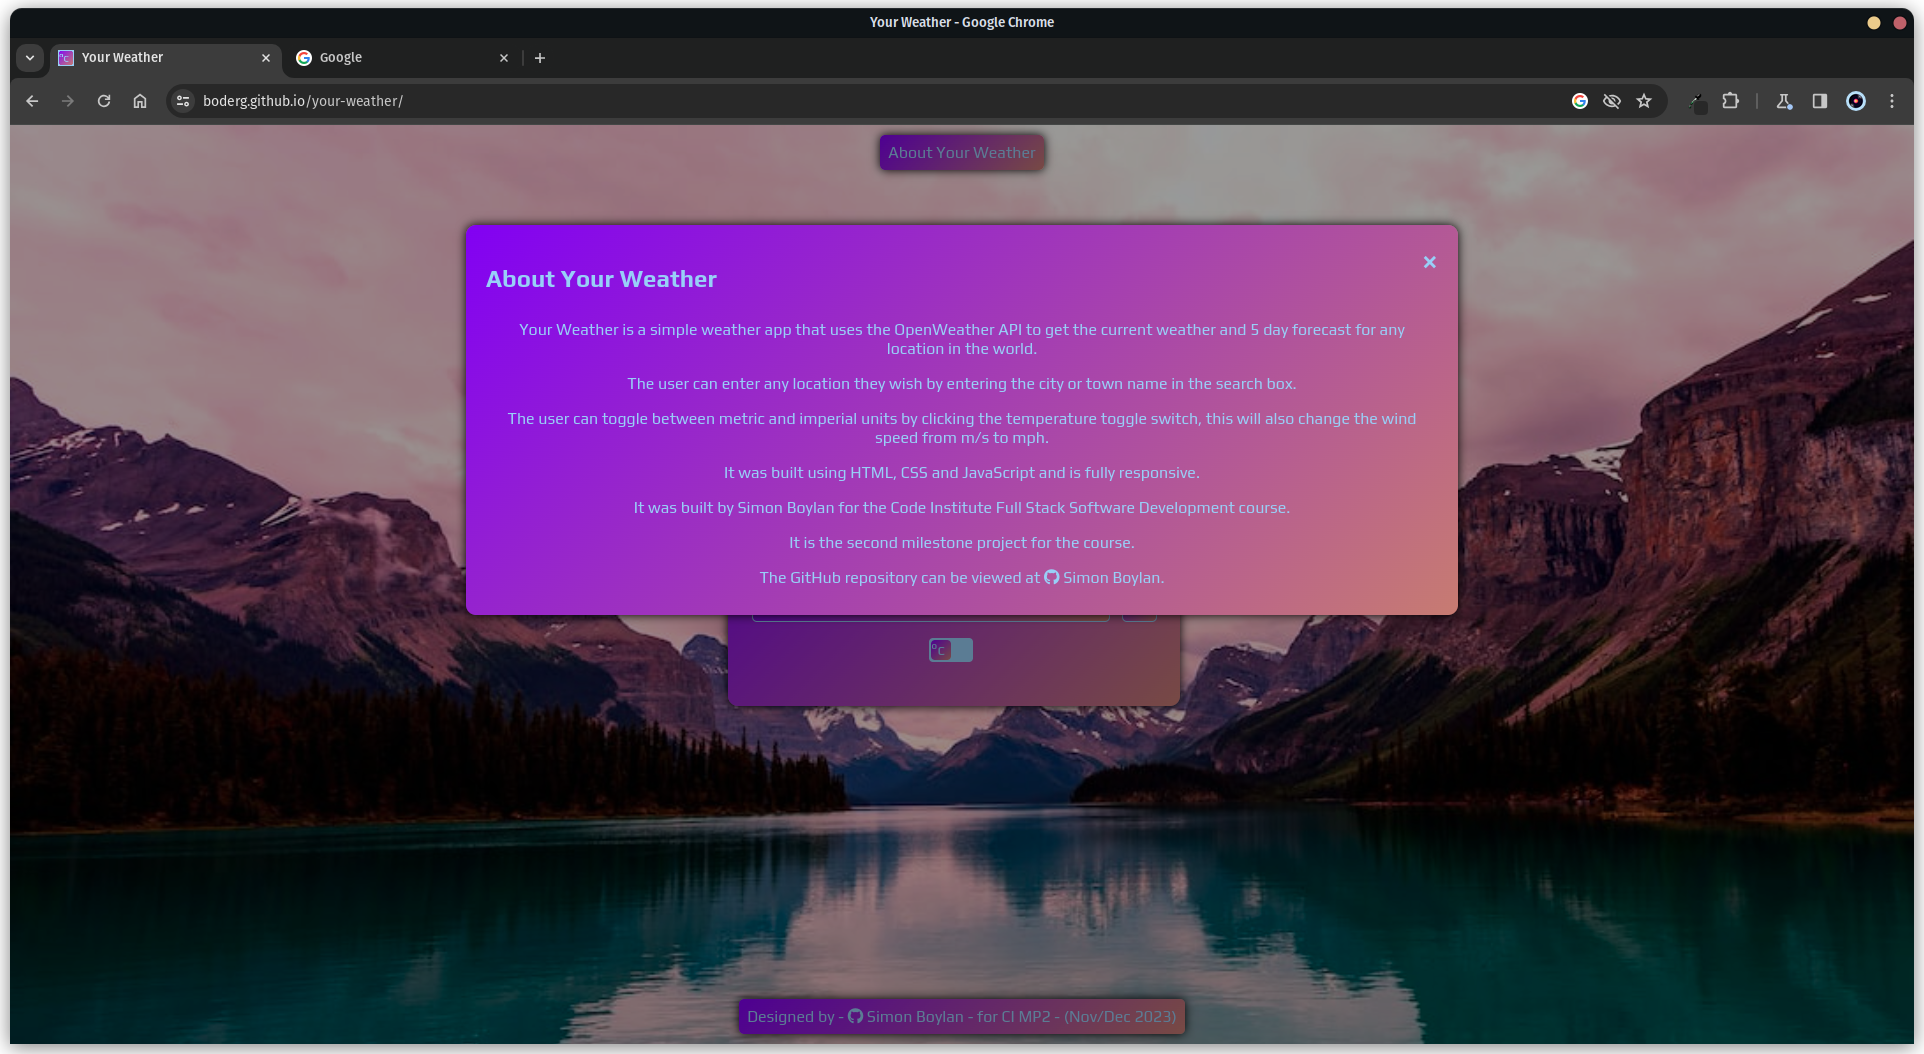 Your Weather - Google Chrome
Your Weather
Google
boderg.github.io/your-weather/
About Your Weather
About Your Weather
Your Weather is a simple weather app that uses the OpenWeather API to get the current weather and 5 day forecast for any
location in the world.
The user can enter any location they wish by entering the city or town name in the search box.
The user can toggle between metric and imperial units by clicking the temperature toggle switch, this will also change the wind
speed from m/s to mph.
It was built using HTML, CSS and JavaScript and is fully responsive.
It was built by Simon Boylan for the Code Institute Full Stack Software Development course.
It is the second milestone project for the course.
The GitHub repository can be viewed at Simon Boylan.
°C
Designed by - Simon Boylan - for CI MP2 - (Nov/Dec 2023)